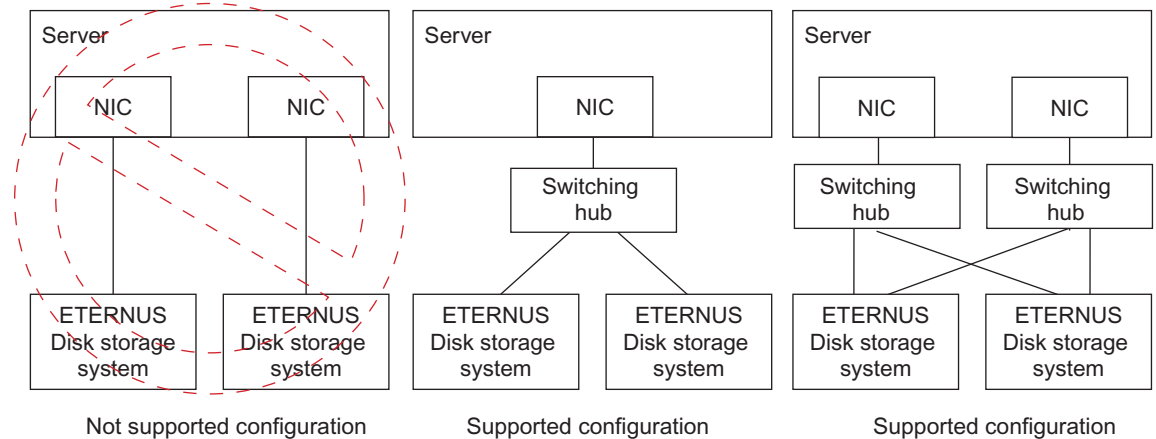 Server
NIC
NIC
ETERNUS
Disk storage
system
ETERNUS
Disk storage
system
Not supported configuration
Server
NIC
Switching
hub
ETERNUS
Disk storage
system
ETERNUS
Disk storage
system
Supported configuration
Server
NIC
NIC
Switching
hub
Switching
hub
ETERNUS
Disk storage
system
ETERNUS
Disk storage
system
Supported configuration